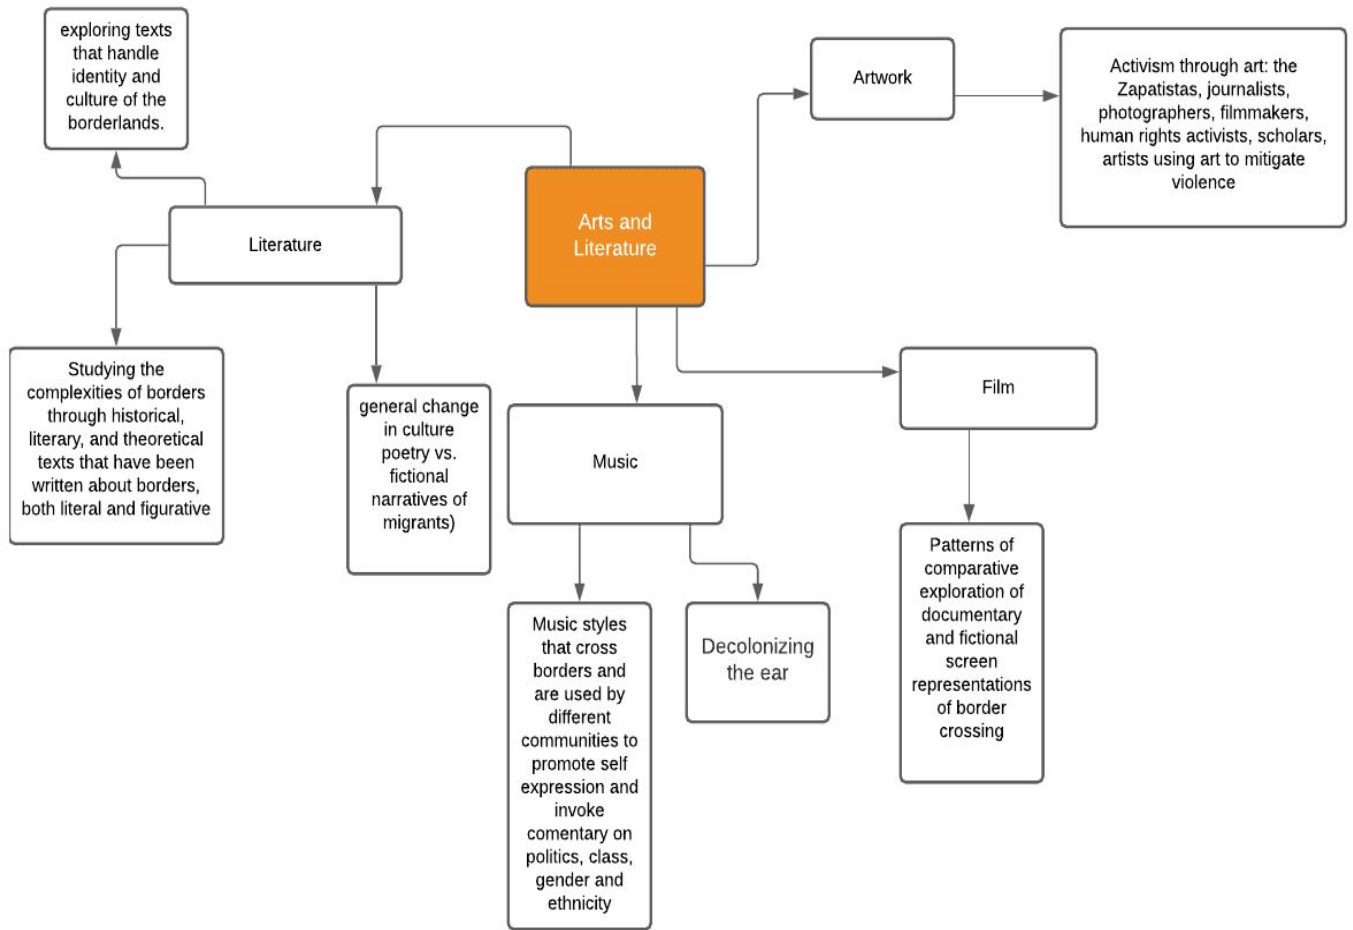 exploring texts
that handle
identity and
culture of the
borderlands.
Artwork
Activism through art: the
Zapatistas, journalists,
photographers, filmmakers,
human rights activists, scholars,
artists using art to mitigate
violence
Arts and
Literature
Literature
Studying the
complexities of borders
through historical,
literary, and theoretical
texts that have been
written about borders,
both literal and figurative
general change
in culture
poetry vs.
fictional
narratives of
migrants)
Music
Film
Music styles
that cross
borders and
are used by
different
communities to
promote self
expression and
invoke
comentary on
politics, class,
gender and
ethnicity
Decolonizing
the ear
Patterns of
comparative
exploration of
documentary
and fictional
screen
representations
of border
crossing